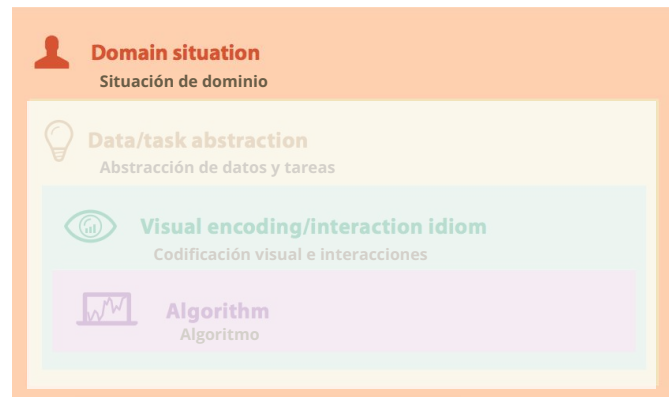 Domain situation
Situación de dominio
Data/task abstraction
Abstracción de datos y tareas
Visual encoding/interaction idiom
Codificación visual e interacciones
Algorithm
Algoritmo